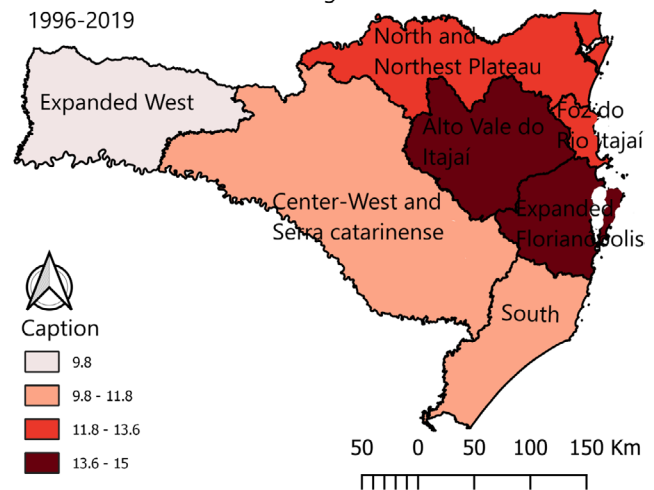 1996-2019
North and
Northest Plateau
Expanded West
Foz do
Rio Itajaí
Alto Vale do
Itajaí
Center-West and
Serra catarinense
Expanded
Florianópolis
South
Caption
9.8
9.8 - 11.8
11.8 - 13.6
13.6 - 15
50 0 50 100 150 Km